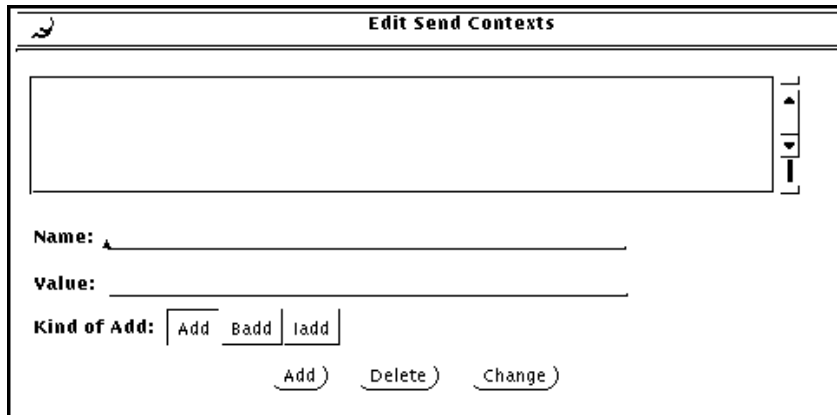 Edit Send Contexts
Name:
Value:
Kind of Add: Add Badd Iadd
Add Delete Change